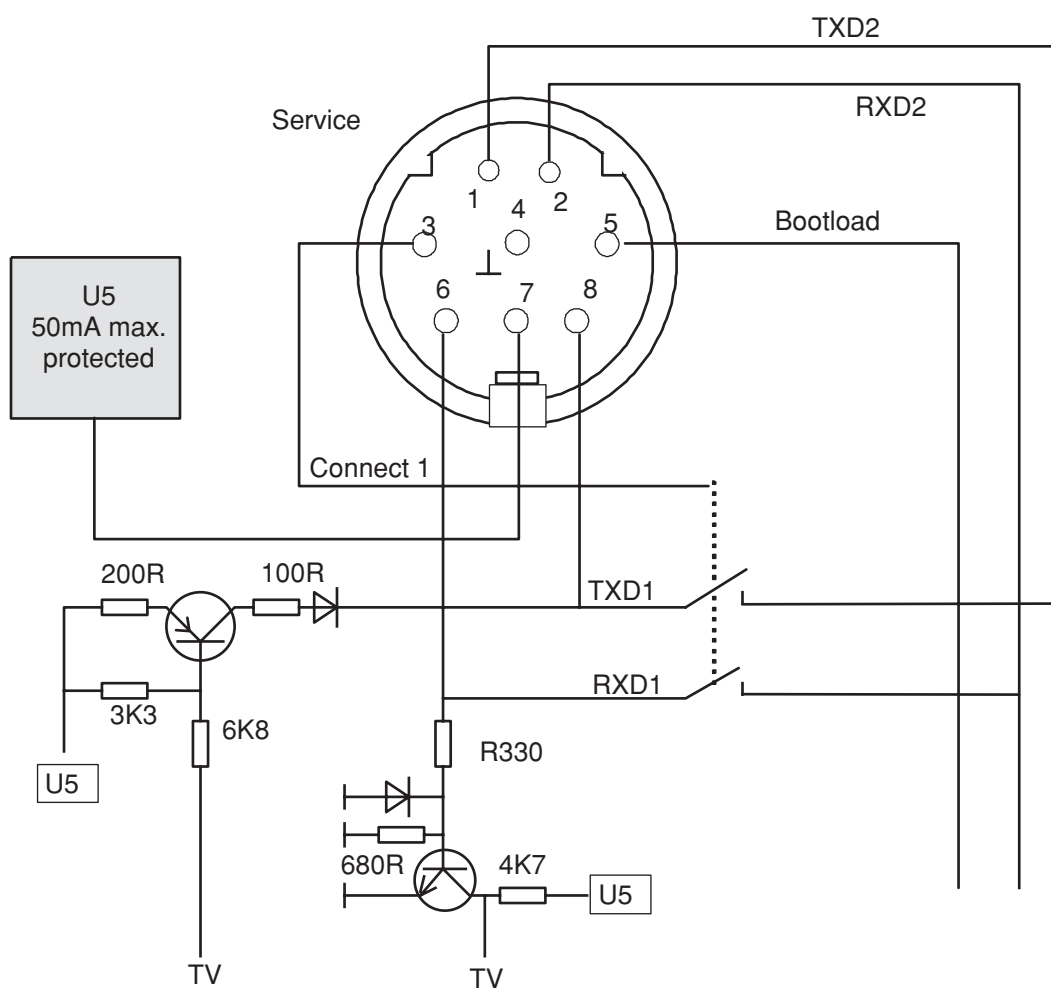 TXD2
RXD2
Service
1
2
3
4
5
Bootload
6
7
8
U5
50mA max.
protected
Connect 1
200R
100R
TXD1
RXD1
3K3
6K8
R330
U5
680R
4K7
U5
TV
TV